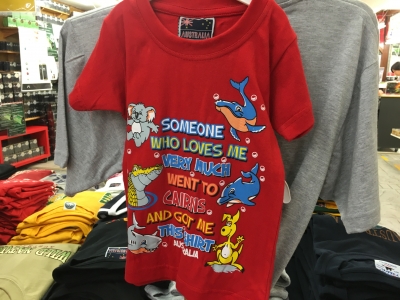 AUSTRALIA
SOMEONE
WHO LOVES ME
VERY MUCH
WENT TO
CAIRNS
AND GOT ME
THIS SHIRT
AUSTRALIA